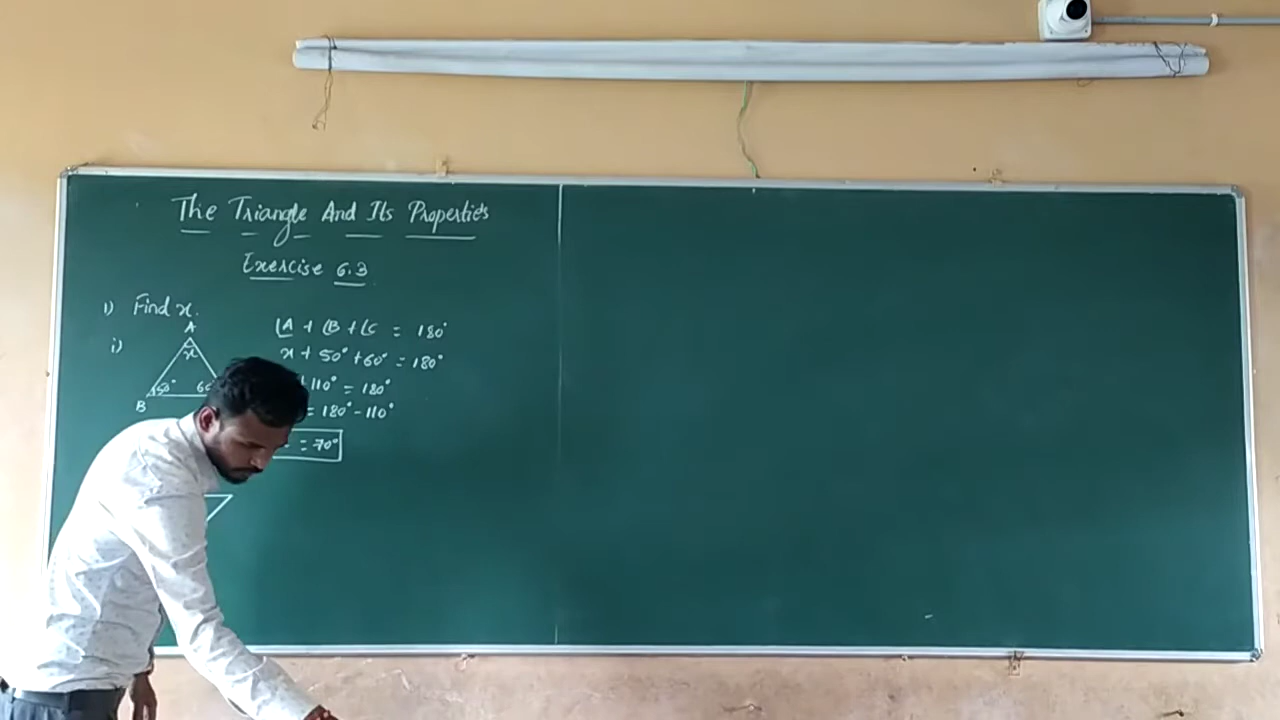 The Triangle And Its Properties
Exercise 6.3
1) Find x.
i)
A
x
50°
B
∠A + ∠B + ∠C = 180°
x + 50° + 60° = 180°
110° = 180°
= 180° - 110°
= 70°